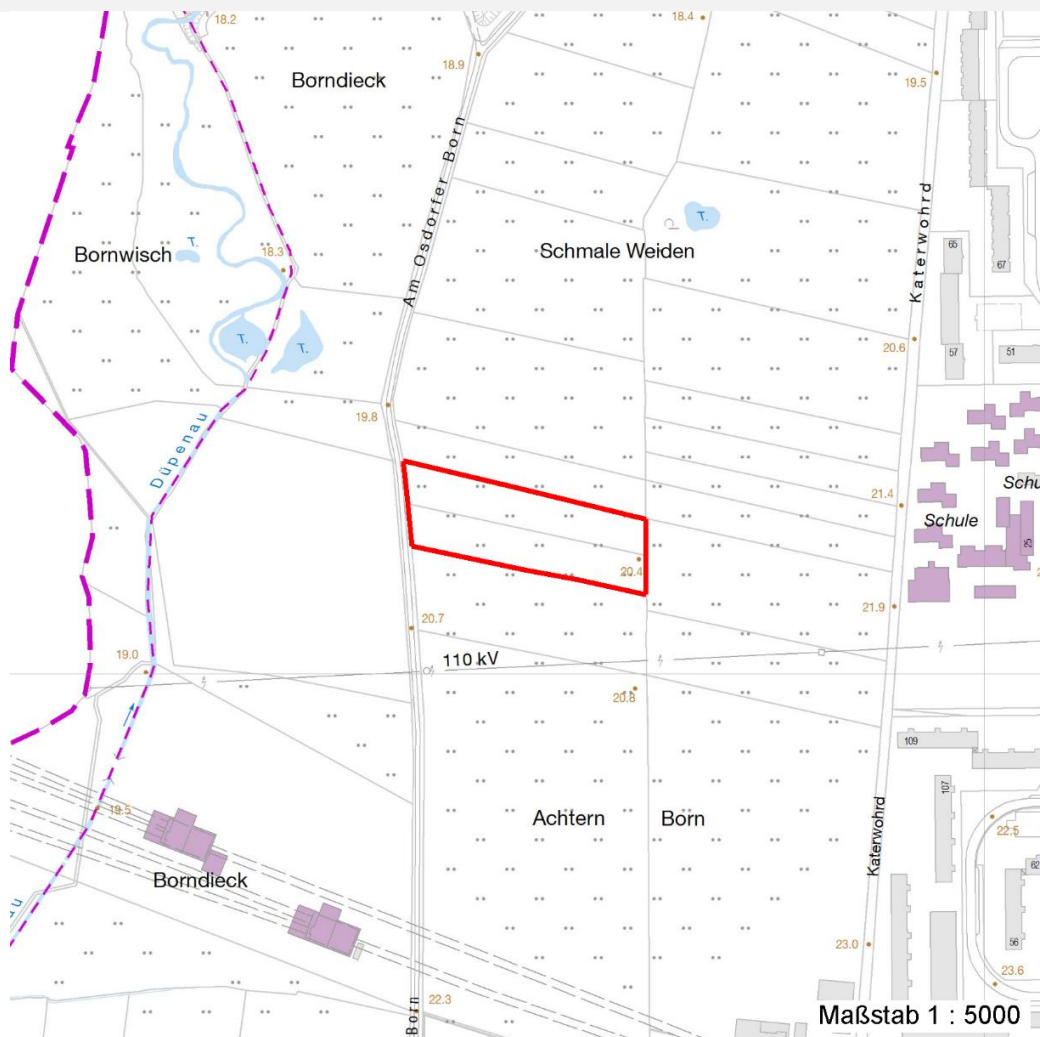 18.2
18.4
18.9
Borndieck
19.5
Am Osdorfer Born
Katerwohrd
T.
65
67
Bornwisch
T.
18.3
Schmale Weiden
T.
T.
20.6
57
51
19.8
Düpenau
21.4
Schule
25
20.4
21.9
20.7
19.0
110 kV
20.8
109
107
19.5
Achtern
Born
Katerwohrd
22.5
62
Borndieck
56
23.0
23.6
22.3
Born
Maßstab 1 : 5000